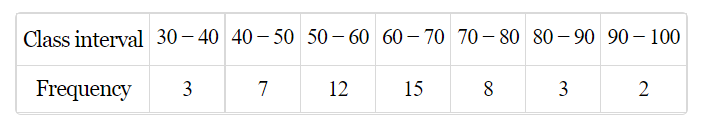 Class interval 30 – 40 40 – 50 50 – 60 60 – 70 70 – 80 80 – 90 90 – 100
Frequency 3 7 12 15 8 3 2